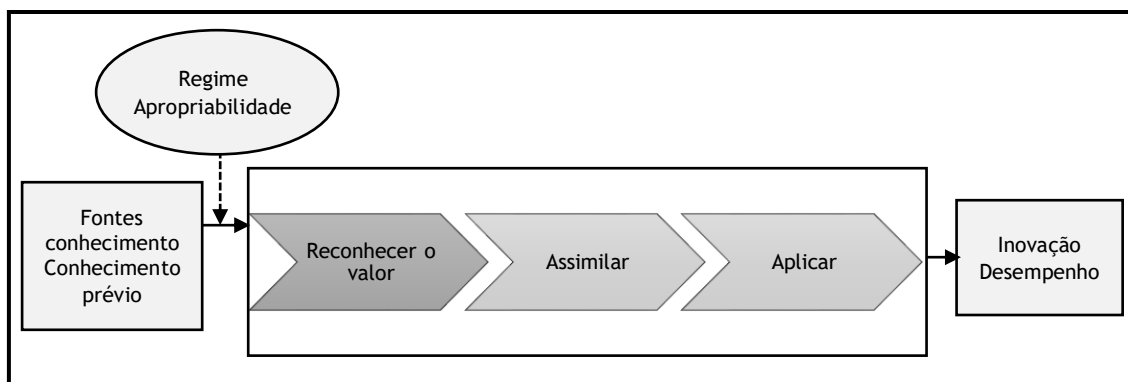 Regime
Apropriabilidade
Fontes
conhecimento
Conhecimento
prévio
Reconhecer o
valor
Assimilar
Aplicar
Inovação
Desempenho